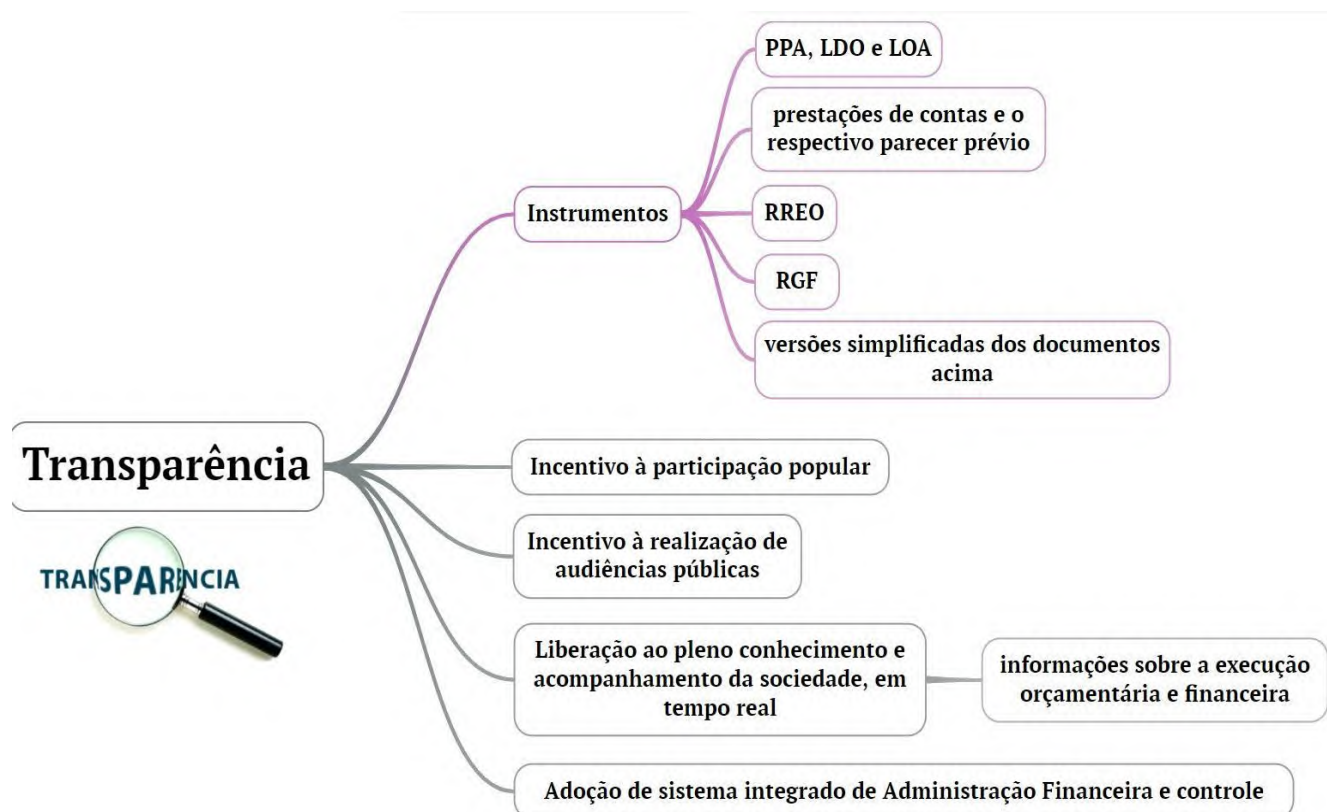 PPA, LDO e LOA
prestações de contas e o
respectivo parecer prévio
Instrumentos
RREO
RGF
versões simplificadas dos documentos
acima
Transparência
Incentivo à participação popular
Incentivo à realização de
audiências públicas
TRANSPARENCIA
Liberação ao pleno conhecimento e
acompanhamento da sociedade, em
tempo real
informações sobre a execução
orçamentária e financeira
Adoção de sistema integrado de Administração Financeira e controle